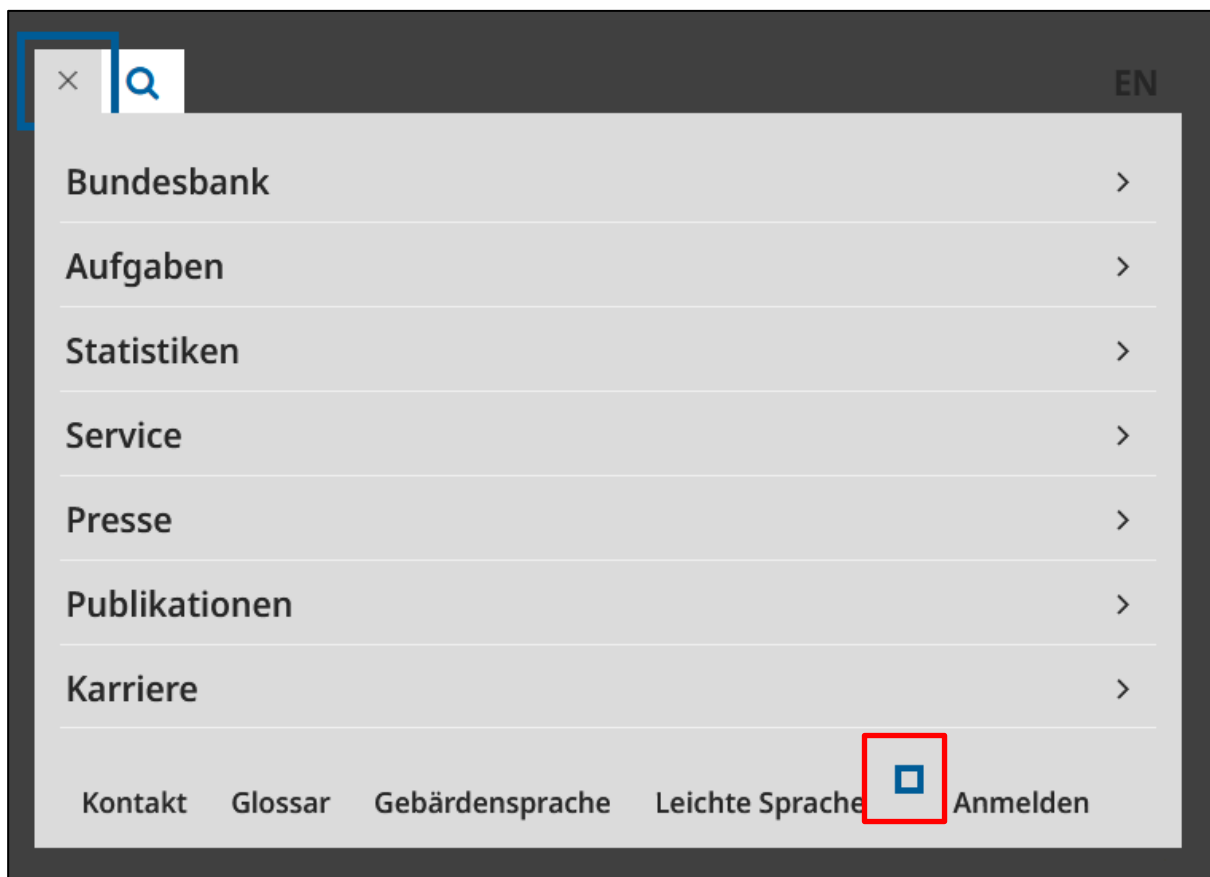 EN
Bundesbank
Aufgaben
Statistiken
Service
Presse
Publikationen
Karriere
Kontakt Glossar Gebärdensprache Leichte Sprache Anmelden